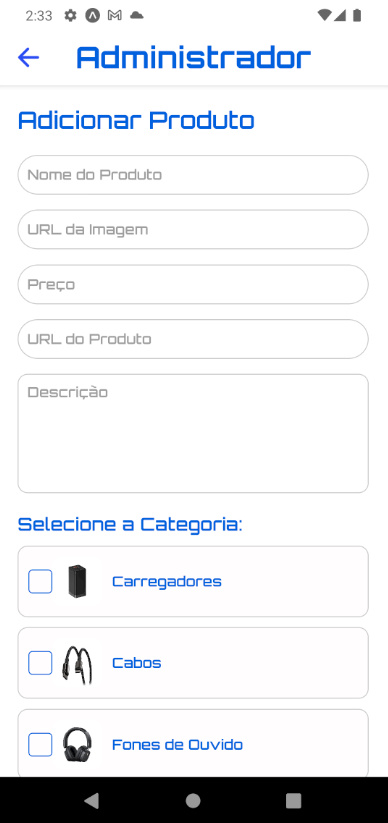 2:33
Administrador
Adicionar Produto
Nome do Produto
URL da Imagem
Preço
URL do Produto
Descrição
Selecione a Categoria:
Carregadores
Cabos
Fones de Ouvido